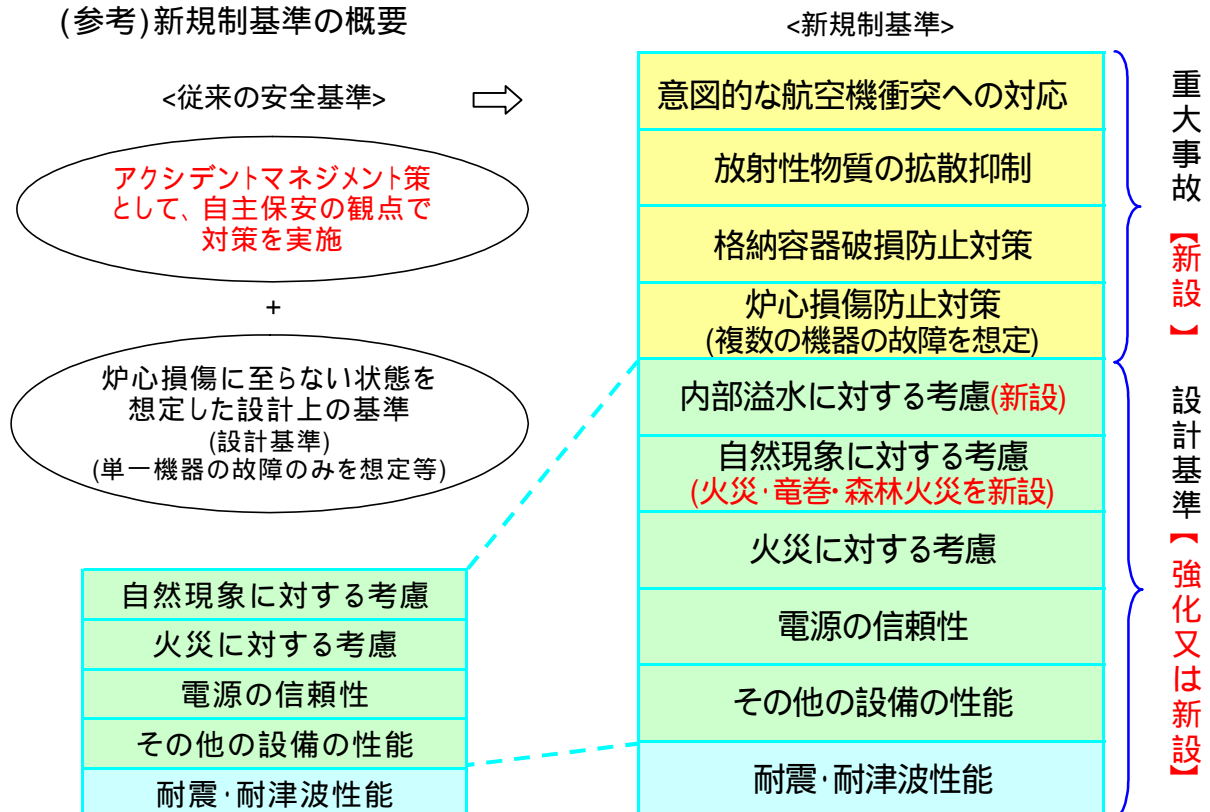 (参考)新規制基準の概要
<従来の安全基準>
⇨
アクシデントマネジメント策
として、自主保安の観点で
対策を実施
+
炉心損傷に至らない状態を
想定した設計上の基準
(設計基準)
(単一機器の故障のみを想定等)
自然現象に対する考慮
火災に対する考慮
電源の信頼性
その他の設備の性能
耐震・耐津波性能
<新規制基準>
意図的な航空機衝突への対応
放射性物質の拡散抑制
格納容器破損防止対策
炉心損傷防止対策
(複数の機器の故障を想定)
内部溢水に対する考慮(新設)
自然現象に対する考慮
(火災・竜巻・森林火災を新設)
火災に対する考慮
電源の信頼性
その他の設備の性能
耐震・耐津波性能
重大事故【新設】
設計基準【強化又は新設】